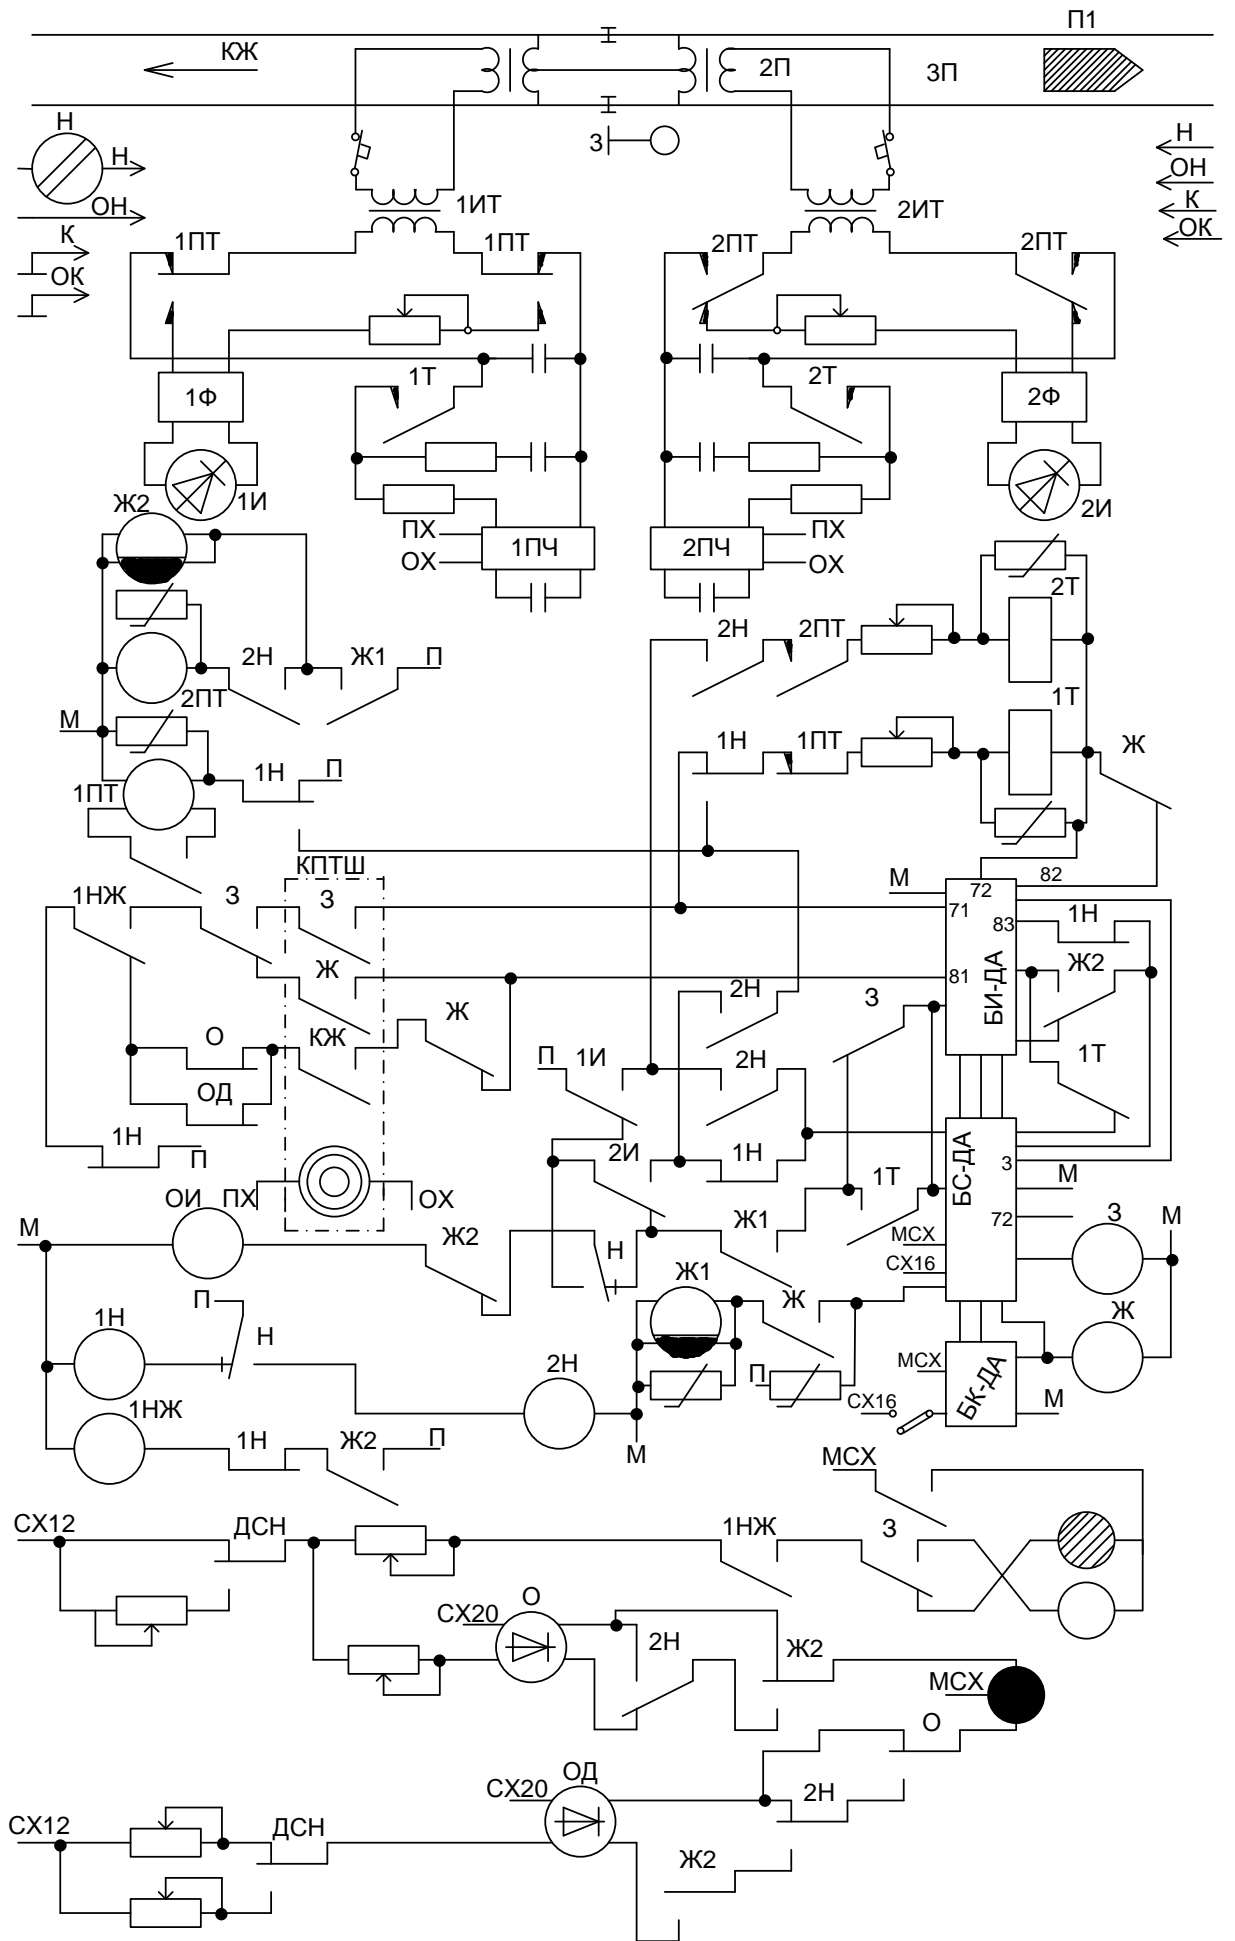 П1
КЖ
2П
3П
Н
Н
З
Н
ОН
ОН
К
1ИТ
2ИТ
К
ОК
1ПТ
1ПТ
2ПТ
2ПТ
ОК
1Т
2Т
1Ф
2Ф
1И
2И
Ж2
ПХ
1ПЧ
2ПЧ
ПХ
ОХ
ОХ
2Т
2Н
2ПТ
2Н
Ж1
П
2ПТ
1Т
М
1Н
1ПТ
Ж
1Н
П
1ПТ
КПТШ
М
72
82
1НЖ
З
З
71
83
1Н
Ж
81
БИ-ДА
Ж2
2Н
З
Ж
О
КЖ
П
1И
2Н
1Т
ОД
1Н
П
2И
1Н
БС-ДА
3
ОИ
ПХ
ОХ
1Т
М
М
Ж2
Н
Ж1
МСХ
72
З
М
СХ16
П
Ж1
Ж
1Н
Н
Ж
2Н
П
МСХ
БК-ДА
1НЖ
СХ16
М
1Н
Ж2
П
М
МСХ
СХ12
ДСН
1НЖ
З
О
СХ20
2Н
Ж2
МСХ
О
ОД
СХ20
2Н
СХ12
ДСН
Ж2